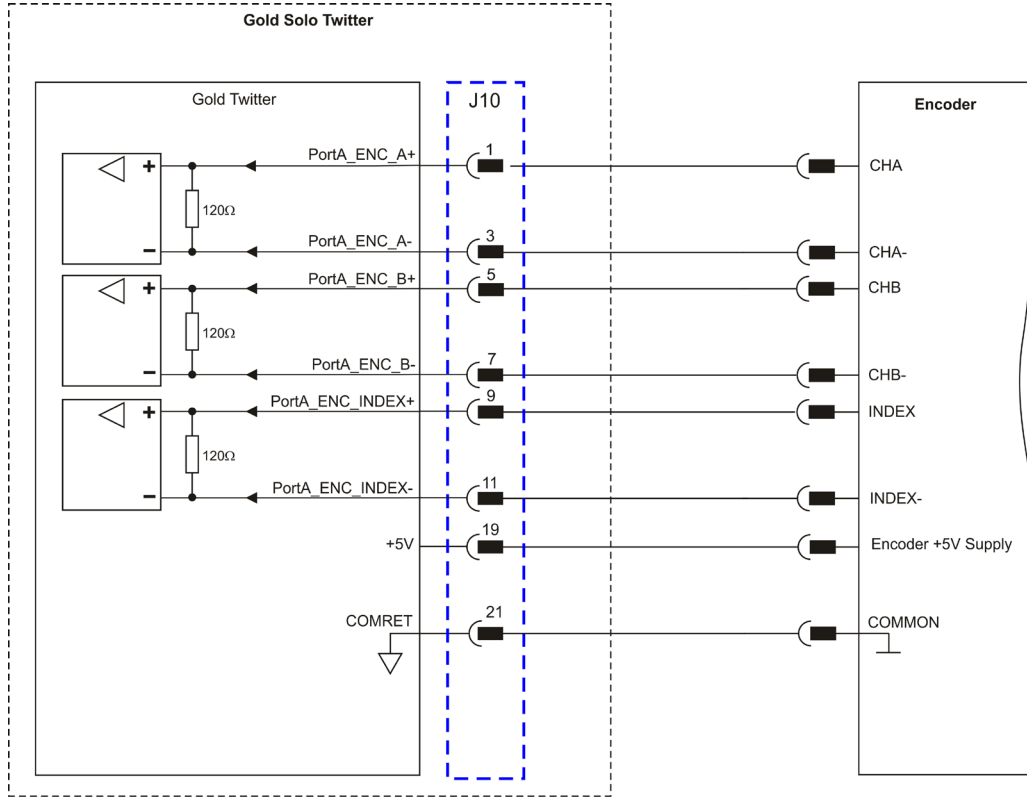 Gold Solo Twitter
Gold Twitter
J10
Encoder
+
PortA_ENC_A+
1
CHA
120Ω
−
PortA_ENC_A-
3
CHA-
+
PortA_ENC_B+
5
CHB
120Ω
−
PortA_ENC_B-
7
CHB-
+
PortA_ENC_INDEX+
9
INDEX
120Ω
−
PortA_ENC_INDEX-
11
INDEX-
+5V
19
Encoder +5V Supply
COMRET
21
COMMON